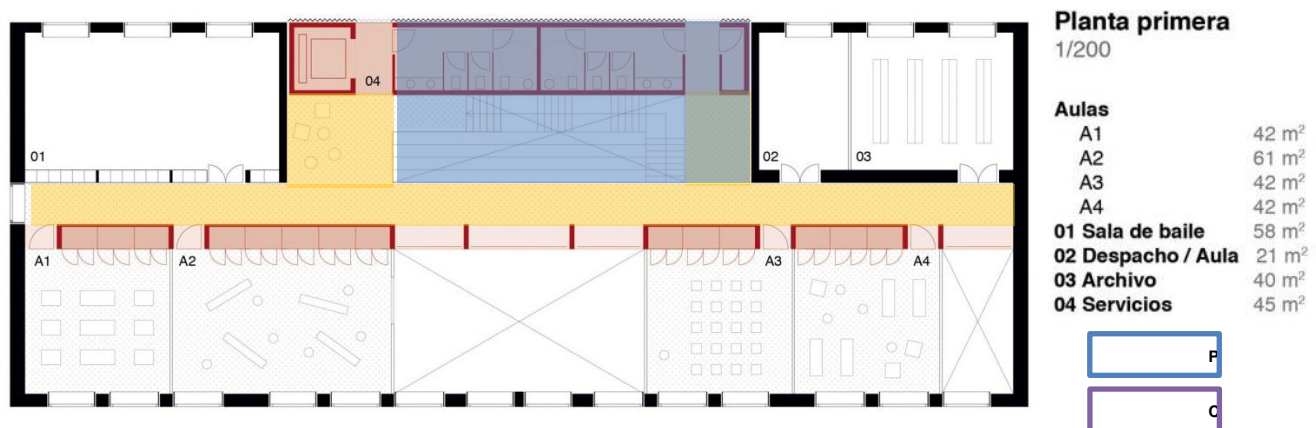 Planta primera
1/200
Aulas
A1 42 m²
A2 61 m²
A3 42 m²
A4 42 m²
01 Sala de baile 58 m²
02 Despacho / Aula 21 m²
03 Archivo 40 m²
04 Servicios 45 m²
04
01
02
03
A1
A2
A3
A4
P